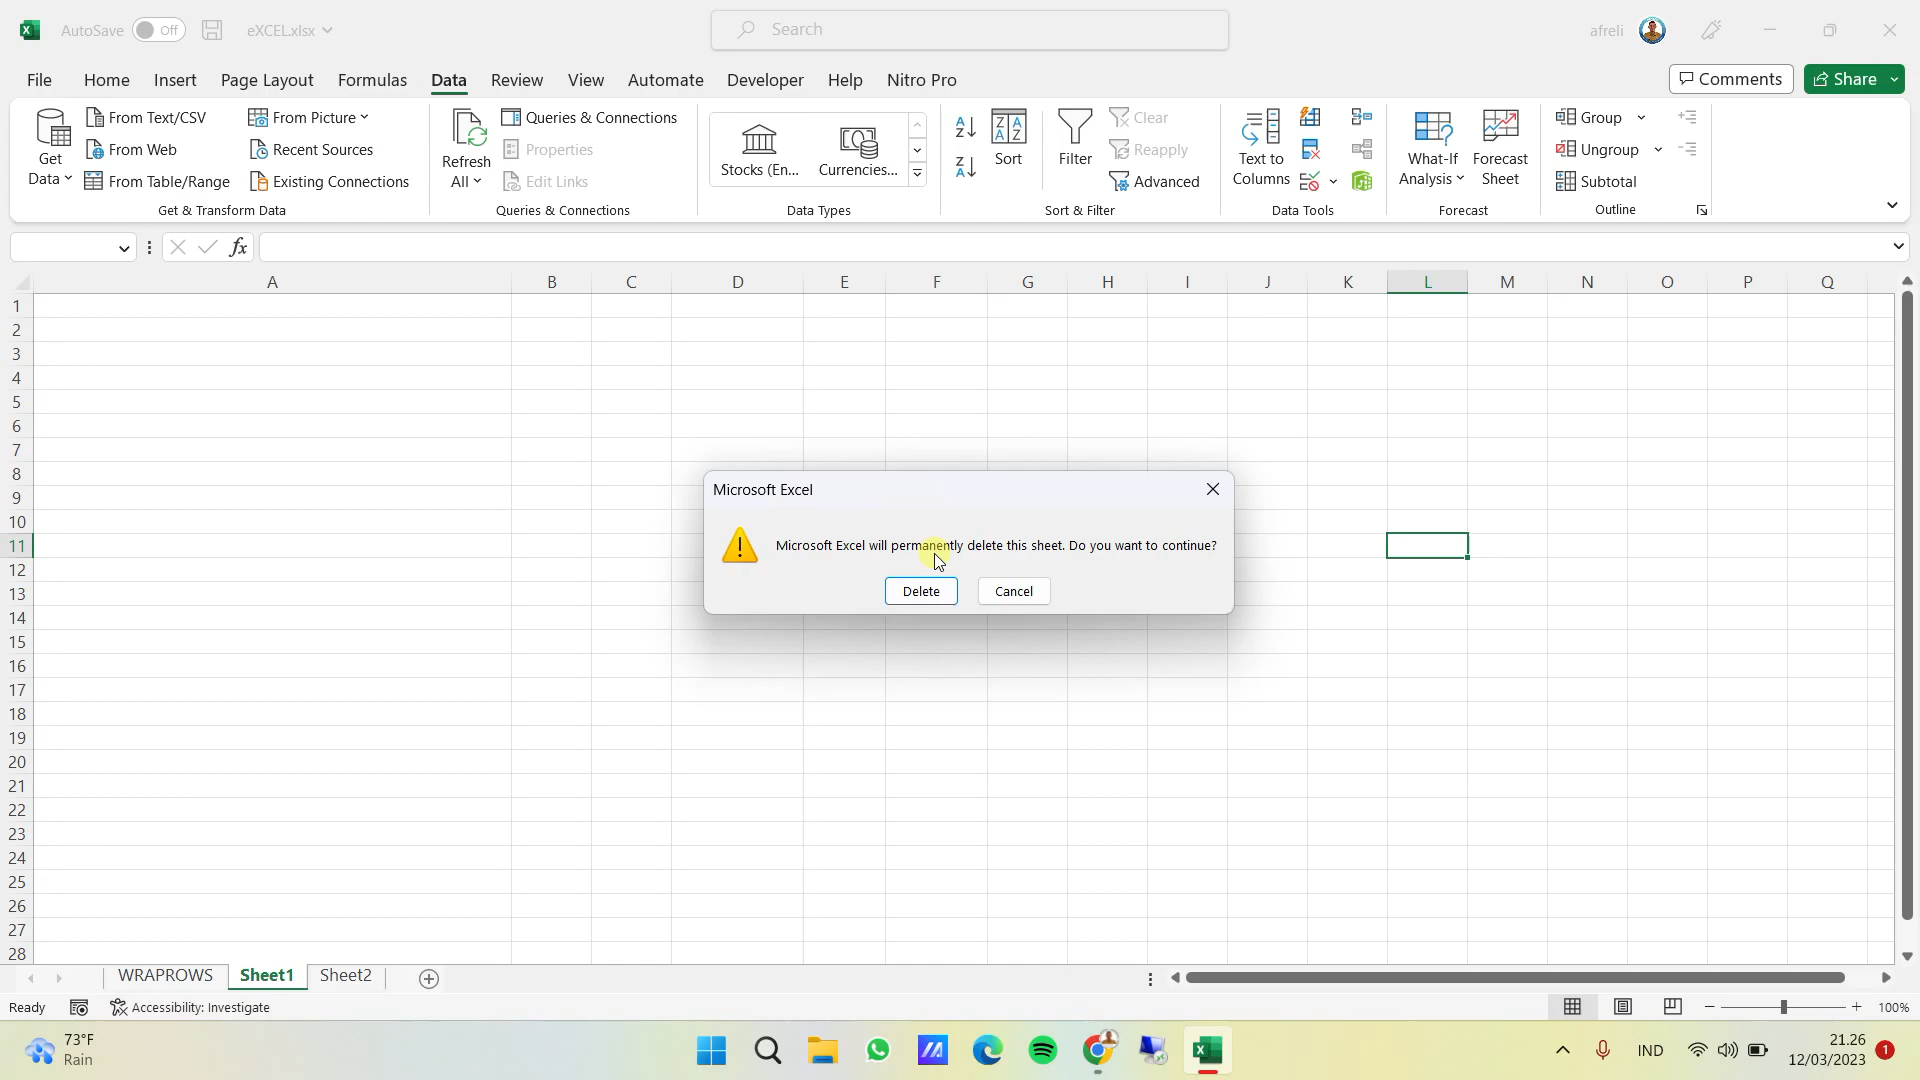 AutoSave Off eXCEL.xlsx Search afreli
File Home Insert Page Layout Formulas Data Review View Automate Developer Help Nitro Pro Comments Share
Get Data
From Text/CSV
From Web
From Table/Range
From Picture
Recent Sources
Existing Connections
Get & Transform Data
Refresh All
Queries & Connections
Properties
Edit Links
Queries & Connections
Stocks (En... Currencies...
Data Types
Sort
Filter
Clear
Reapply
Advanced
Sort & Filter
Text to Columns
Data Tools
What-If Analysis
Forecast Sheet
Forecast
Group
Ungroup
Subtotal
Outline
fx
A B C D E F G H I J K L M N O P Q
1
2
3
4
5
6
7
8
9
10
11
12
13
14
15
16
17
18
19
20
21
22
23
24
25
26
27
28
Microsoft Excel
Microsoft Excel will permanently delete this sheet. Do you want to continue?
Delete Cancel
WRAPROWS Sheet1 Sheet2
Ready Accessibility: Investigate 100%
73°F
Rain
IND
21.26
12/03/2023
1